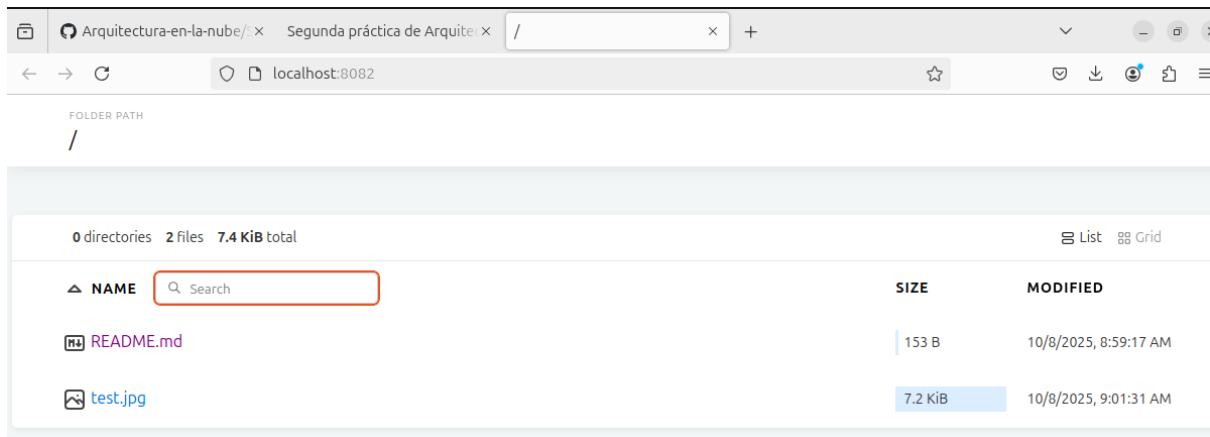 Arquitectura-en-la-nube/S Segunda práctica de Arquitec /
localhost:8082
FOLDER PATH
/
0 directories 2 files 7.4 KiB total List Grid
NAME Search SIZE MODIFIED
README.md 153 B 10/8/2025, 8:59:17 AM
test.jpg 7.2 KiB 10/8/2025, 9:01:31 AM